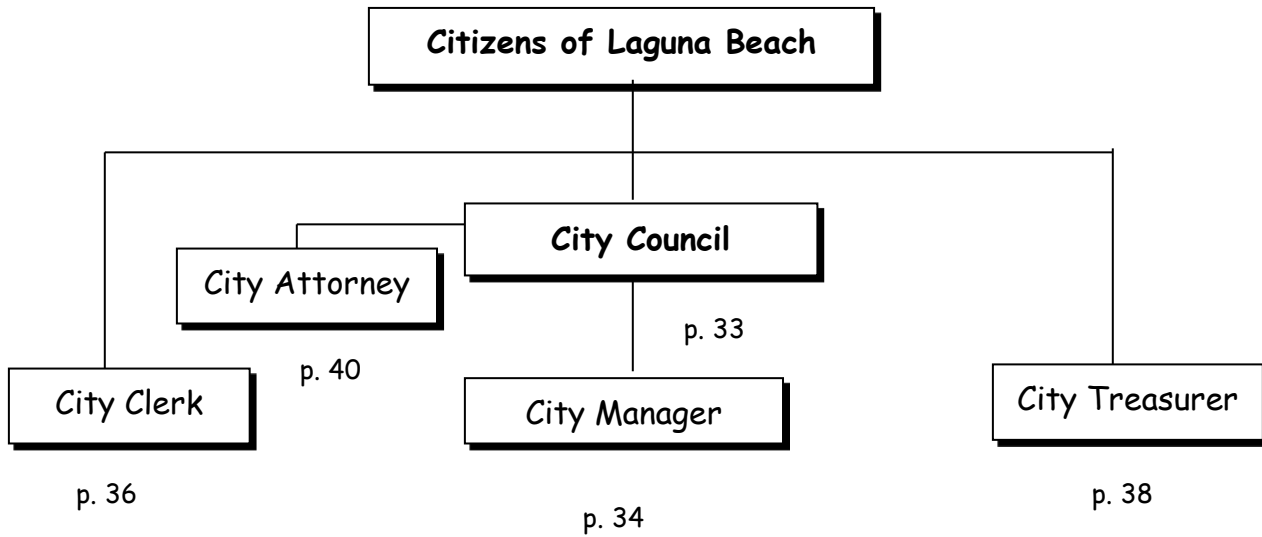 Citizens of Laguna Beach
City Council
City Attorney
p. 33
p. 40
City Clerk
City Manager
City Treasurer
p. 36
p. 34
p. 38